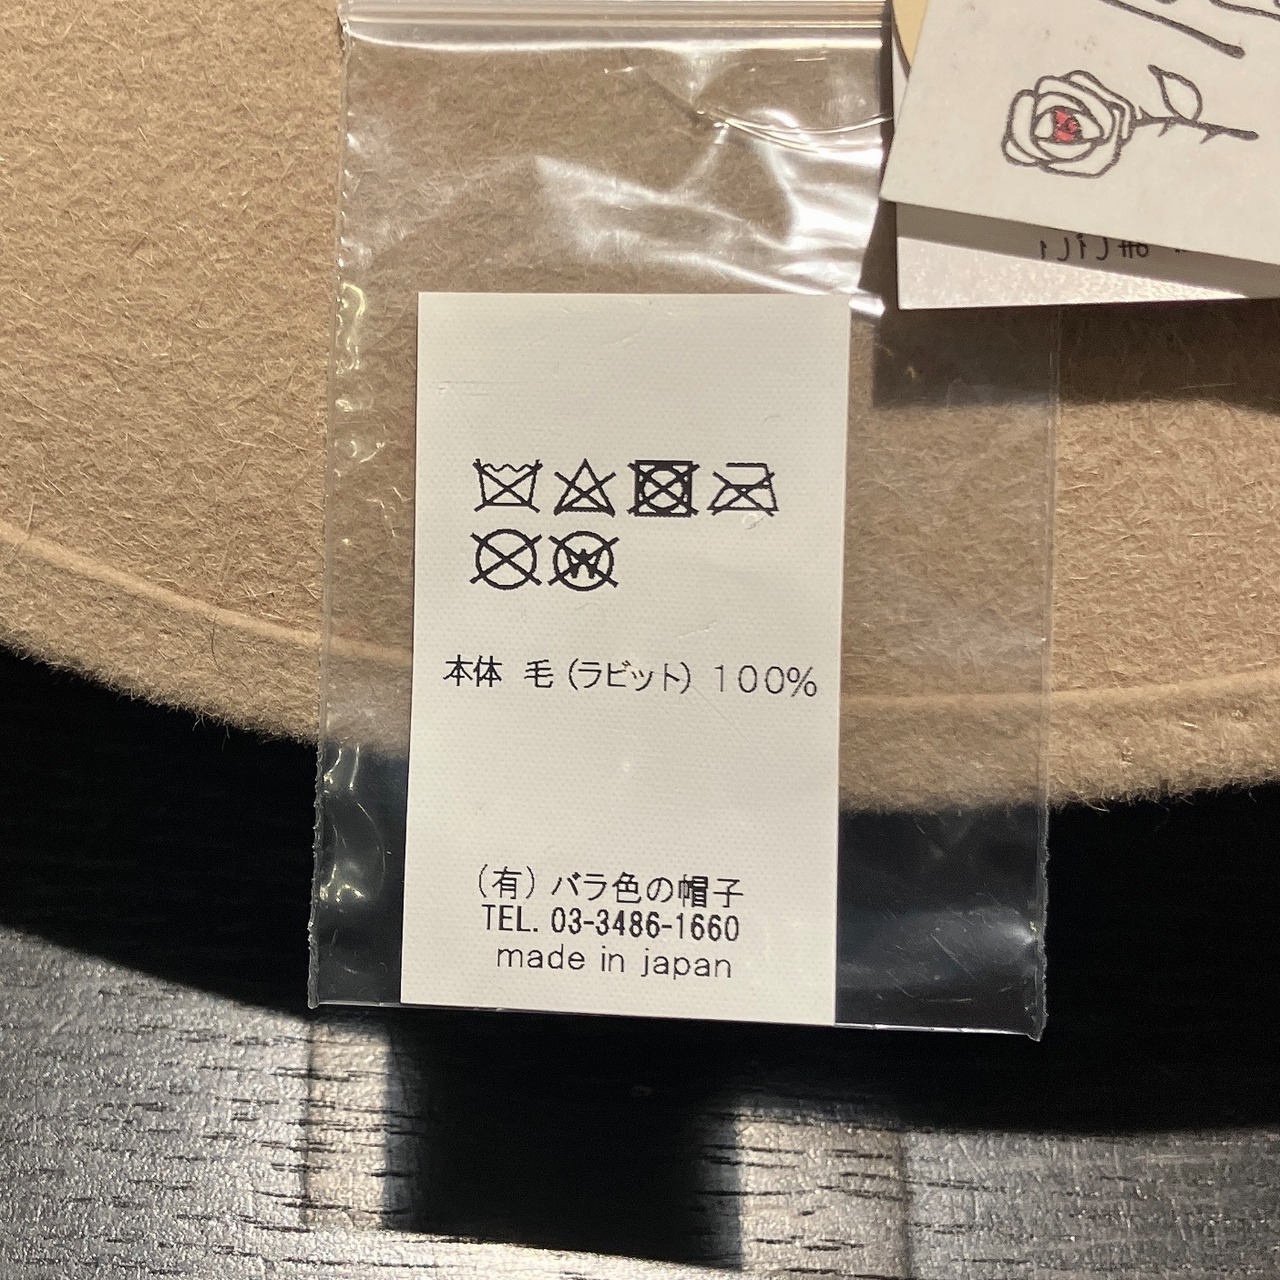 本体 毛（ラビット）100%
（有）バラ色の帽子
TEL. 03-3486-1660
made in japan